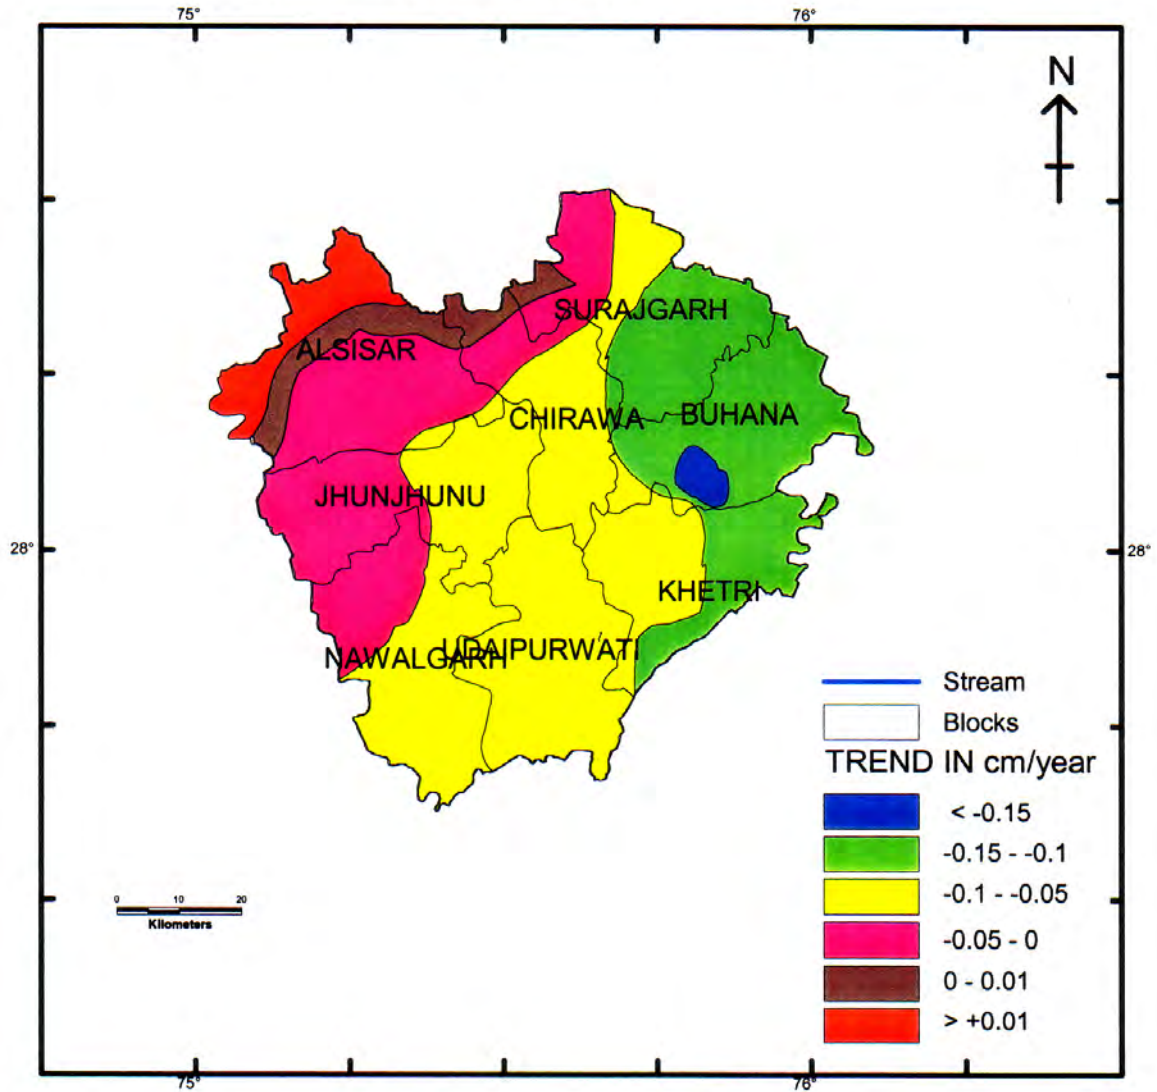 75°
76°
N
SURAJGARH
ALSISAR
CHIRAWA
BUHANA
JHUNJHUNU
28°
28°
KHETRI
UDAIPURWATI
NAWALGARH
Stream
Blocks
TREND IN cm/year
< -0.15
-0.15 - -0.1
-0.1 - -0.05
-0.05 - 0
0 - 0.01
> +0.01
0 10 20
Kilometers
75°
76°